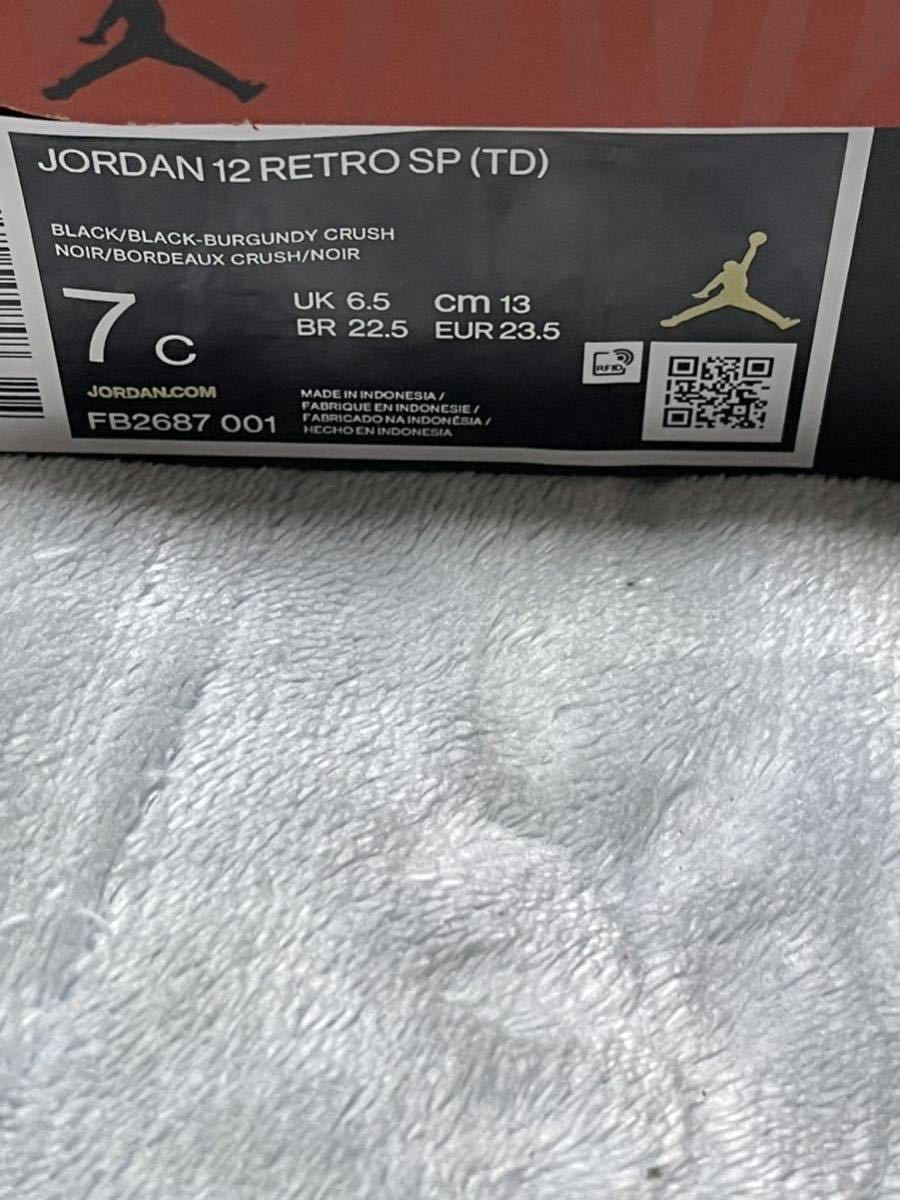 JORDAN 12 RETRO SP (TD)
BLACK/BLACK-BURGUNDY CRUSH
NOIR/BORDEAUX CRUSH/NOIR
7 C
UK 6.5 cm 13
BR 22.5 EUR 23.5
RFID
JORDAN.COM
FB2687 001
MADE IN INDONESIA /
FABRIQUE EN INDONESIE /
FABRICADO NA INDONÉSIA /
HECHO EN INDONESIA